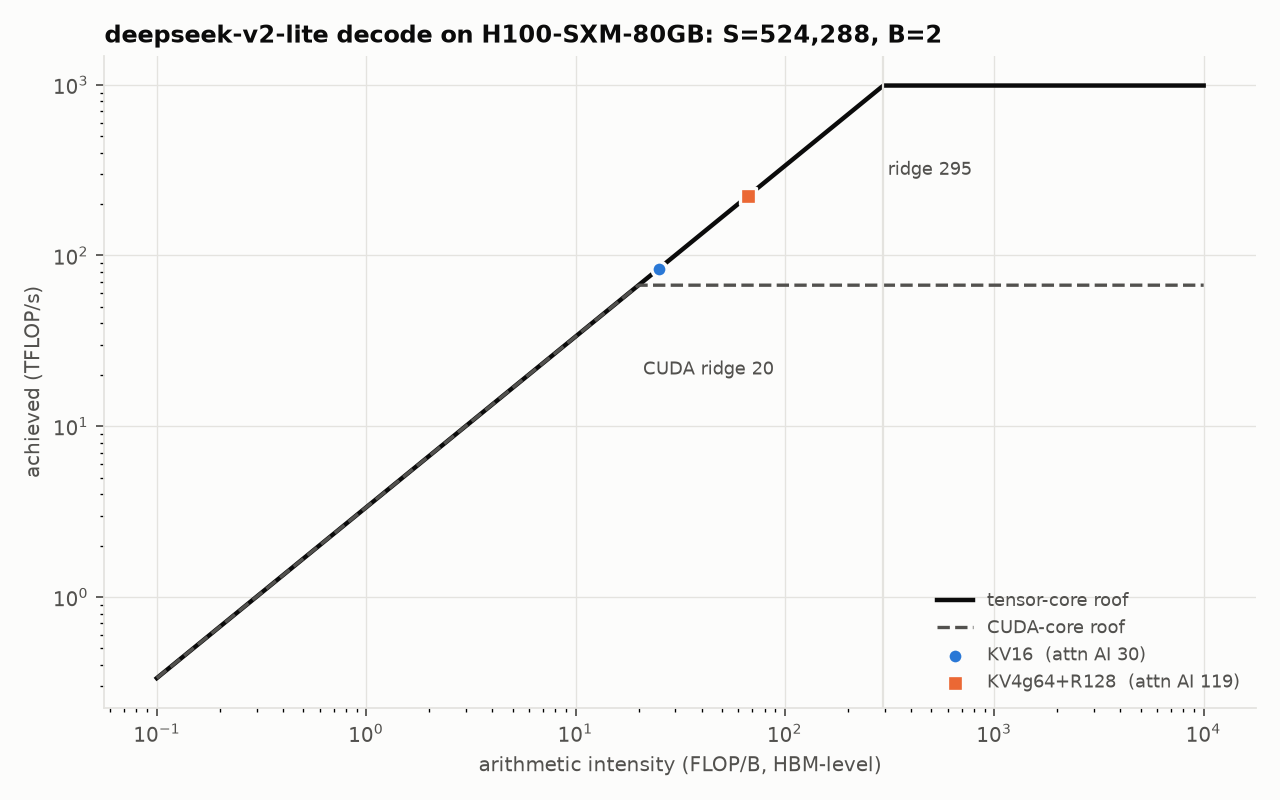 deepseek-v2-lite decode on H100-SXM-80GB: S=524,288, B=2
10³
10²
10¹
10⁰
achieved (TFLOP/s)
ridge 295
CUDA ridge 20
tensor-core roof
CUDA-core roof
KV16 (attn AI 30)
KV4g64+R128 (attn AI 119)
10⁻¹ 10⁰ 10¹ 10² 10³ 10⁴
arithmetic intensity (FLOP/B, HBM-level)